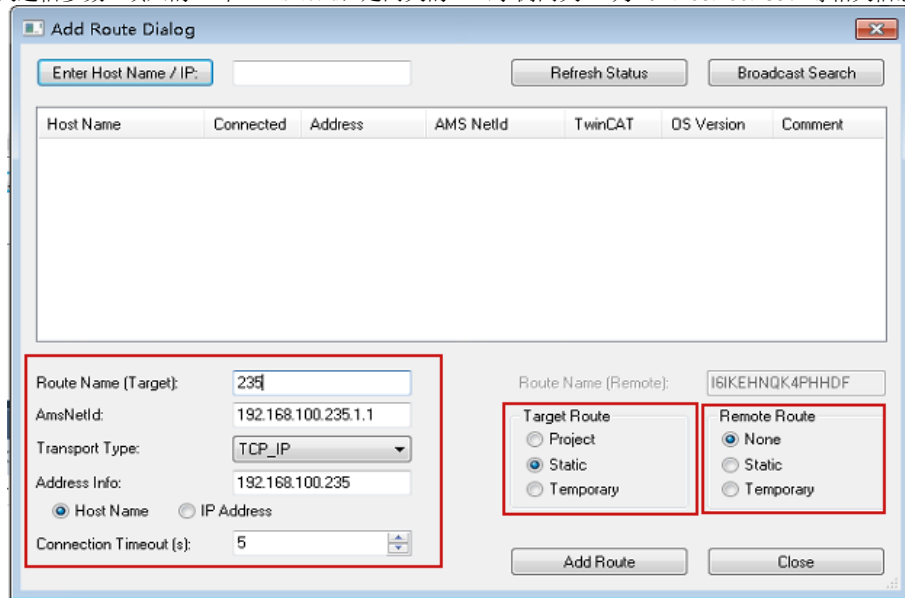 Add Route Dialog
Enter Host Name / IP: Refresh Status Broadcast Search
Host Name Connected Address AMS NetId TwinCAT OS Version Comment
Route Name (Target): 235 Route Name (Remote): I6IKEHNQK4PHHDF
AmsNetId: 192.168.100.235.1.1 Target Route Remote Route
Project None
Transport Type: TCP_IP Static Static
Address Info: 192.168.100.235 Temporary Temporary
Host Name IP Address
Connection Timeout (s): 5
Add Route Close